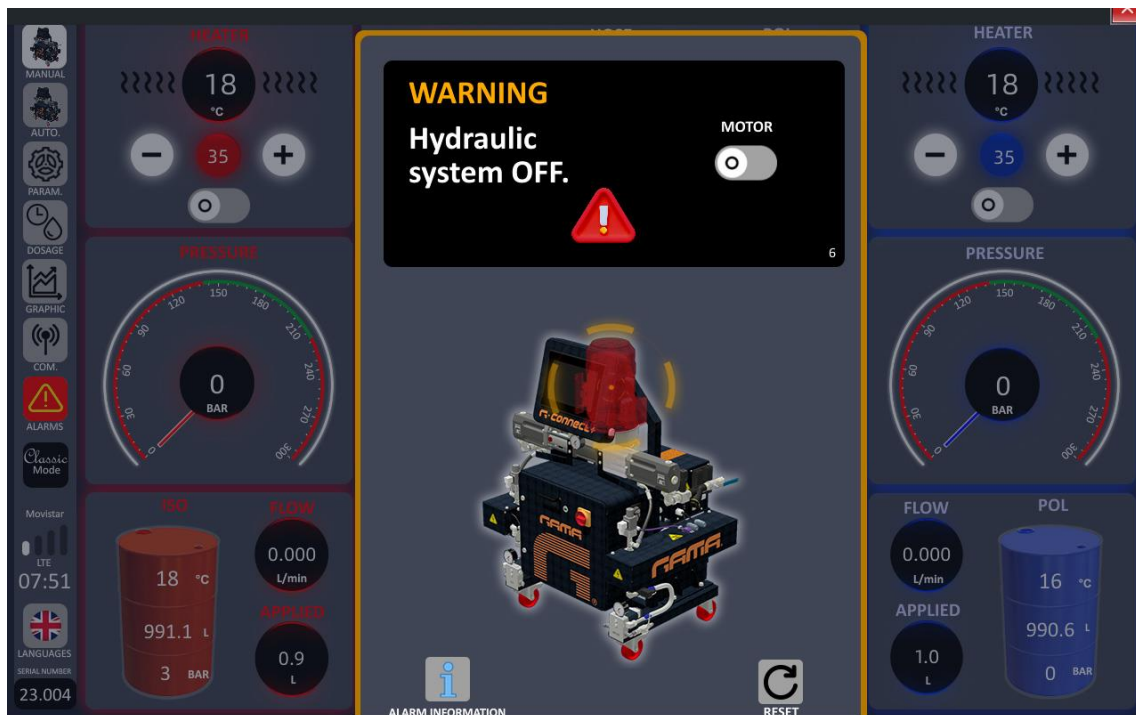 MANUAL
AUTO.
PARAM.
DOSAGE
GRAPHIC
COM.
ALARMS
Classic
Mode
Movistar
LTE
07:51
LANGUAGES
SERIAL NUMBER
23.004
HEATER
18
°C
35
PRESSURE
0 30 60 90 120 150 180 210 240 270 300
0
BAR
ISO
18 °C
991.1 L
3 BAR
FLOW
0.000
L/min
APPLIED
0.9
L
HOSE
POL
WARNING
Hydraulic
system OFF.
MOTOR
6
G-CONNECT
GAMA
G
GAMA
ALARM INFORMATION
RESET
HEATER
18
°C
35
PRESSURE
0 30 60 90 120 150 180 210 240 270 300
0
BAR
FLOW
0.000
L/min
APPLIED
1.0
L
POL
16 °C
990.6 L
0 BAR